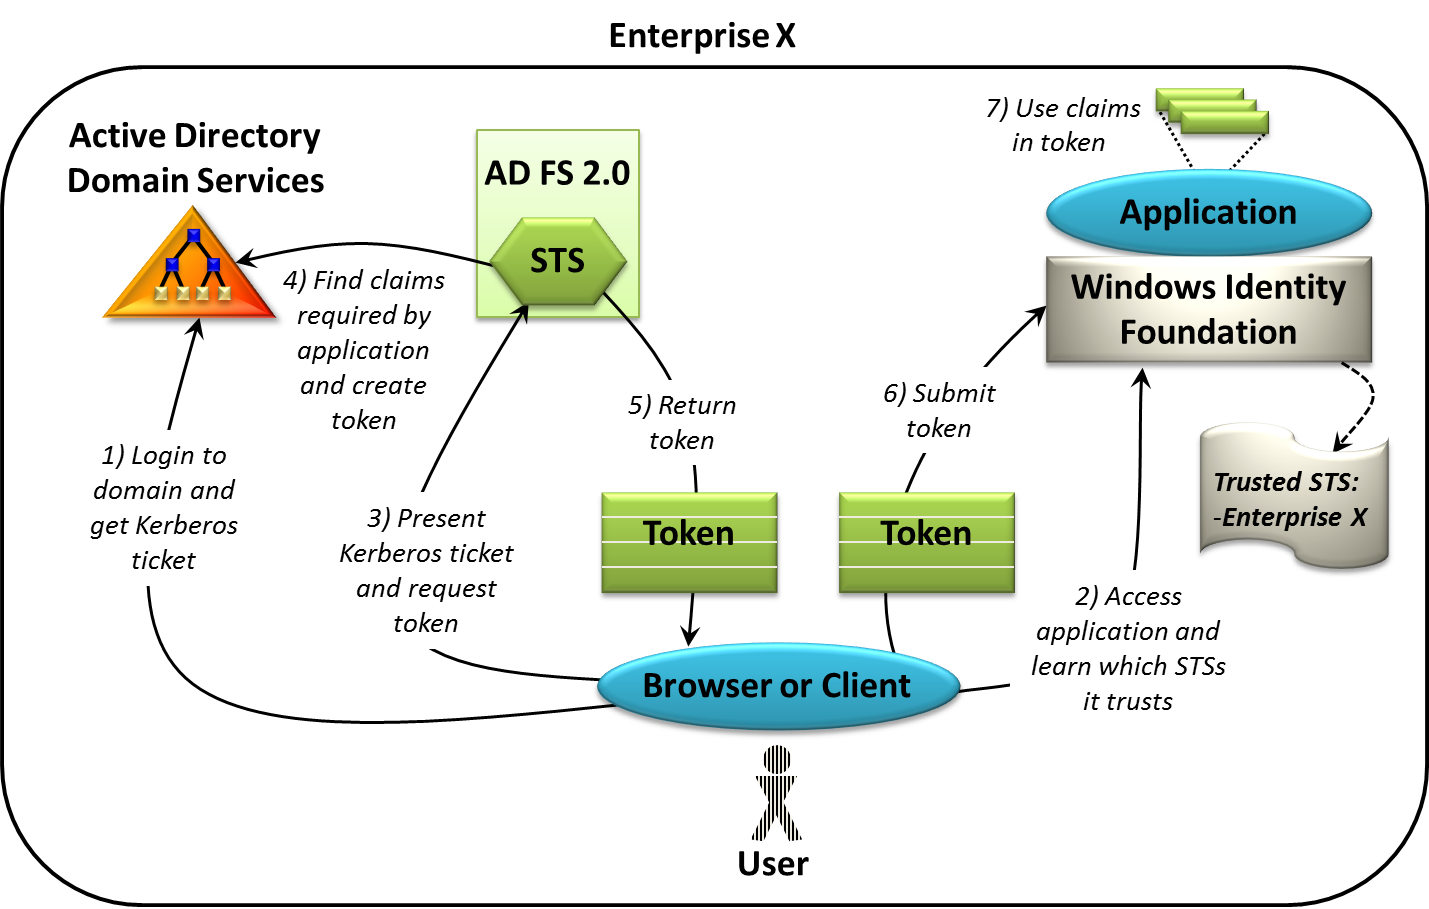 Enterprise X
Active Directory
Domain Services
AD FS 2.0
STS
7) Use claims
in token
Application
Windows Identity
Foundation
4) Find claims
required by
application
and create
token
5) Return
token
6) Submit
token
Trusted STS:
-Enterprise X
1) Login to
domain and
get Kerberos
ticket
3) Present
Kerberos ticket
and request
token
Token
Token
2) Access
application and
learn which STSs
it trusts
Browser or Client
User